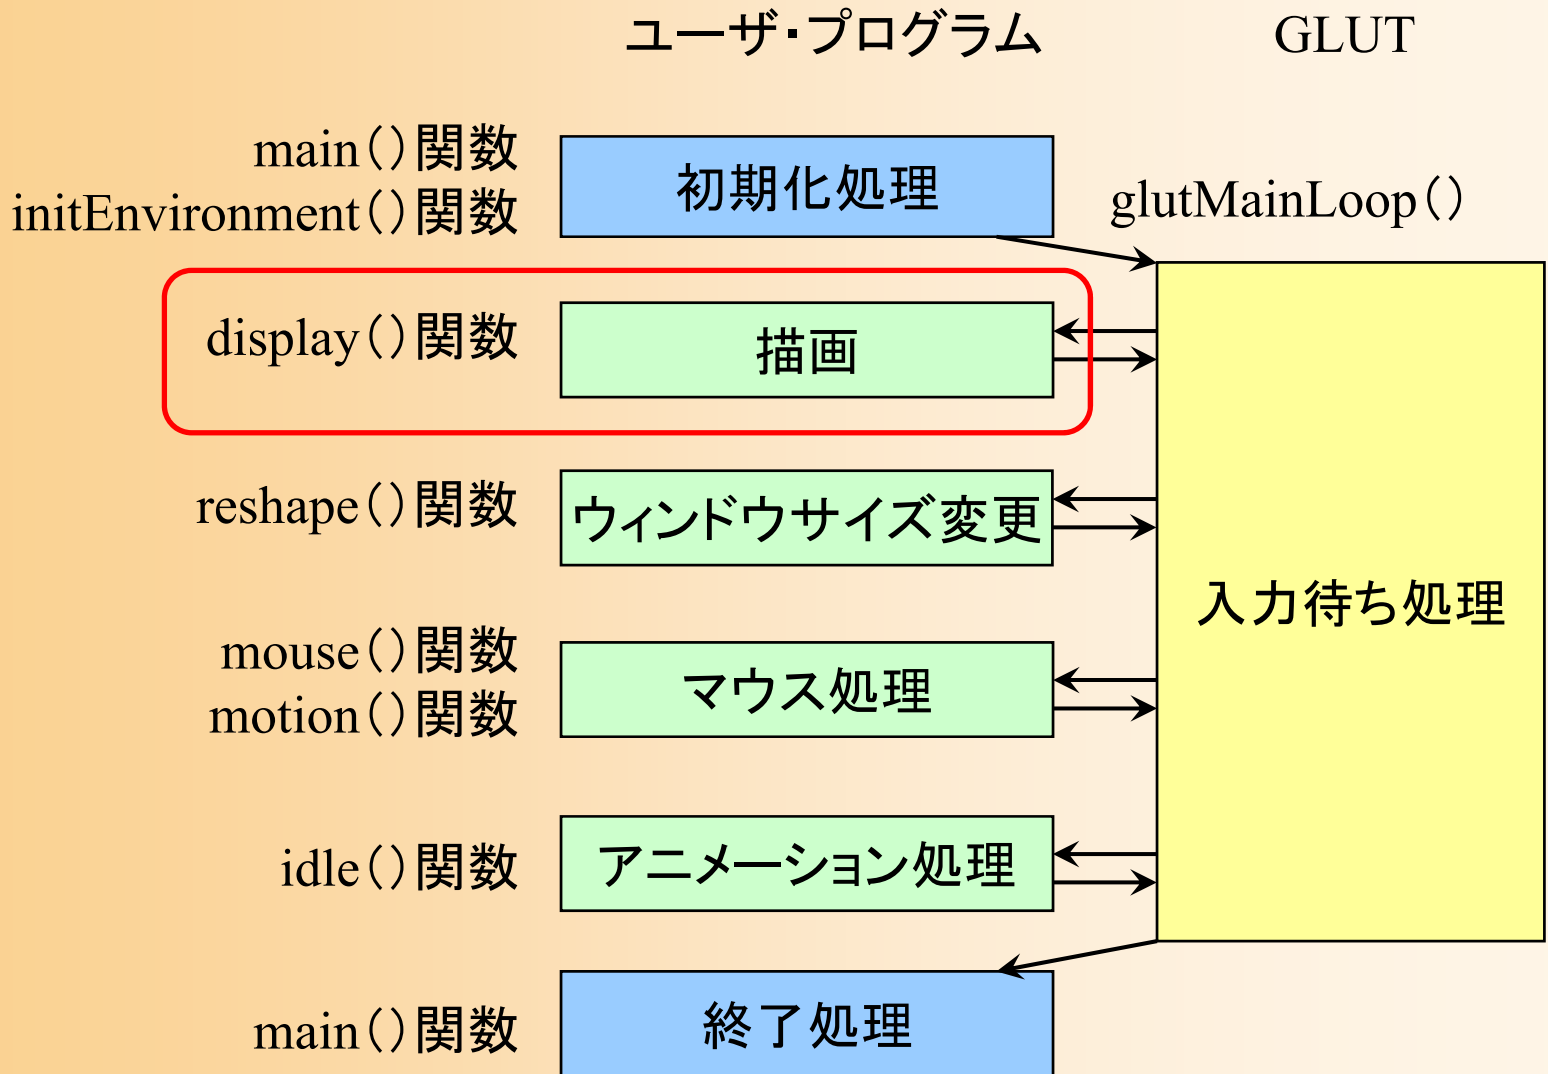 ユーザ・プログラム
GLUT
main()関数
initEnvironment()関数
初期化処理
glutMainLoop()
display()関数
描画
reshape()関数
ウィンドウサイズ変更
入力待ち処理
mouse()関数
motion()関数
マウス処理
idle()関数
アニメーション処理
main()関数
終了処理